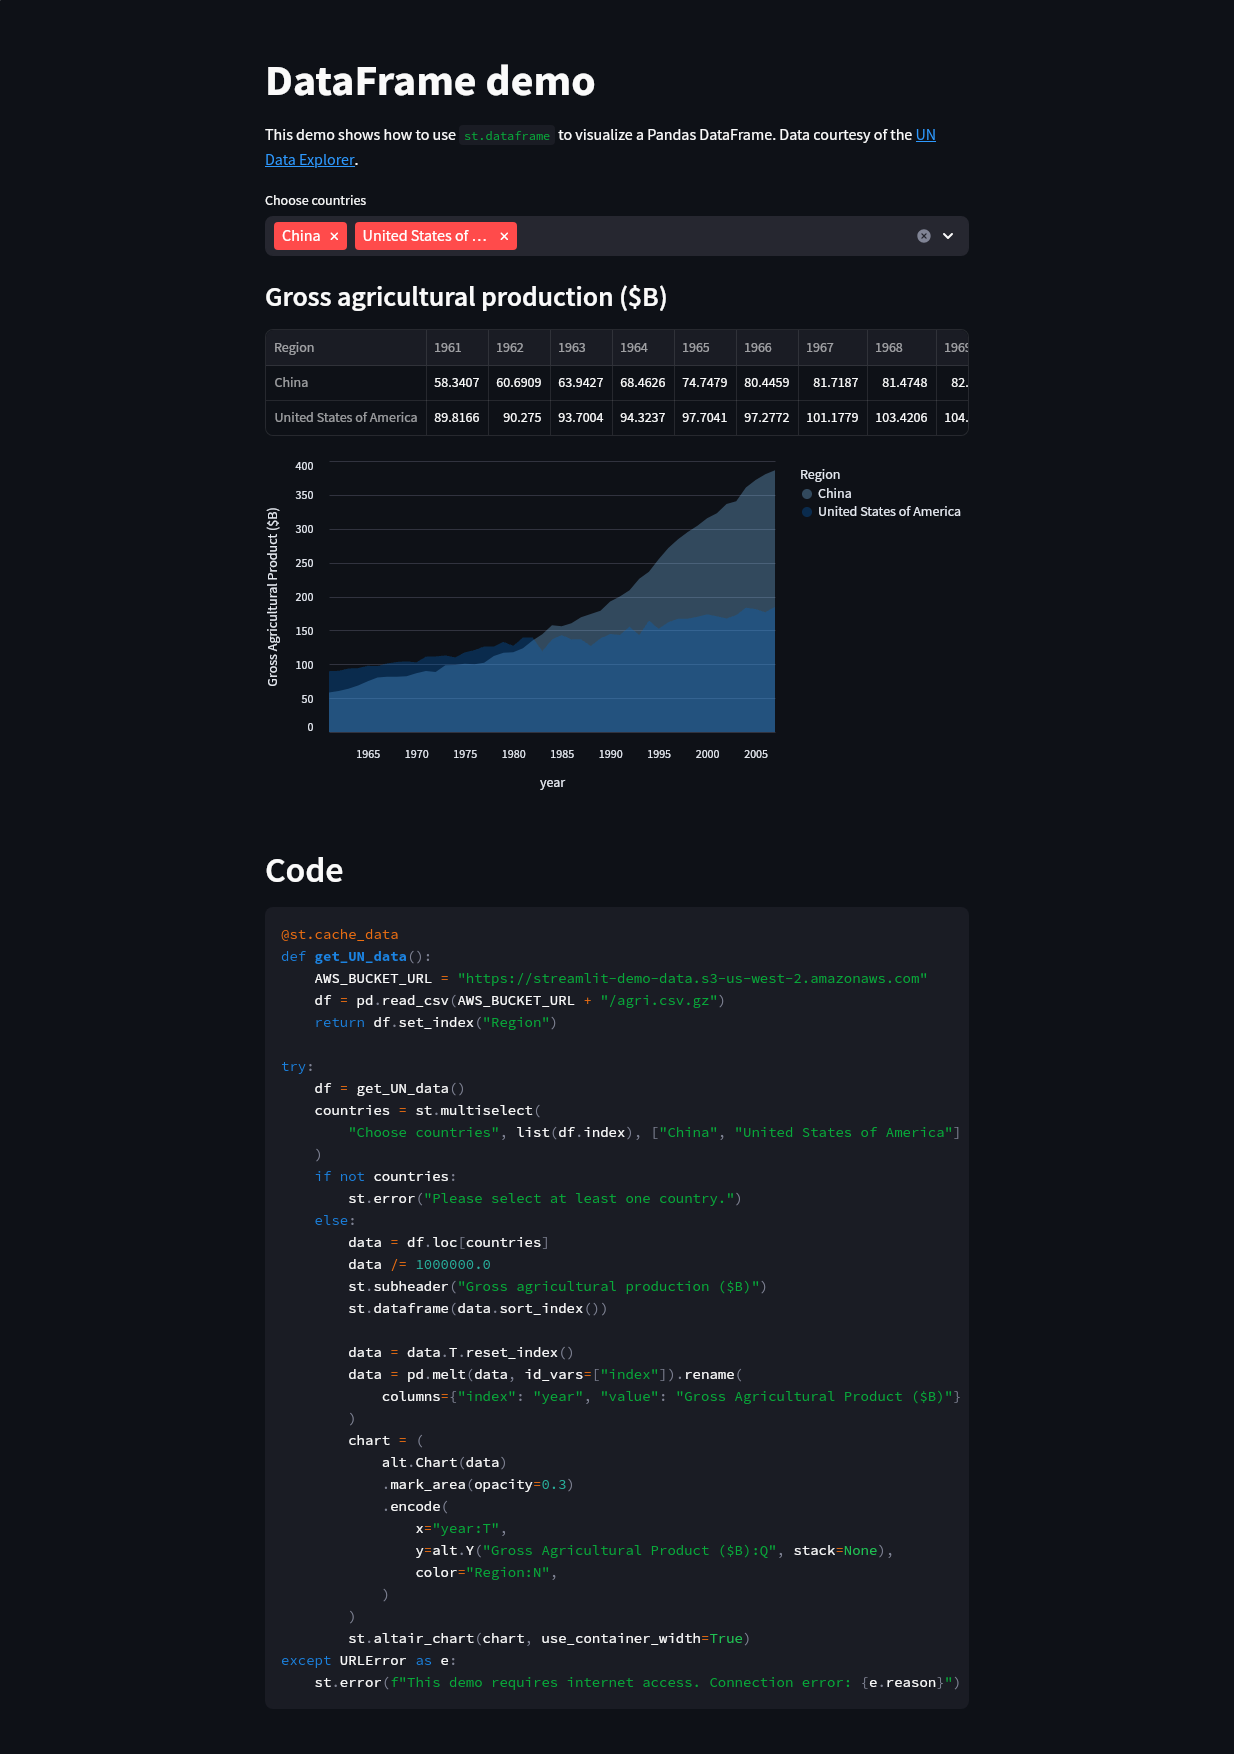 DataFrame demo
This demo shows how to use st.dataframe to visualize a Pandas DataFrame. Data courtesy of the UN
Data Explorer.
Choose countries
China × United States of ... ×
Gross agricultural production ($B)
Region 1961 1962 1963 1964 1965 1966 1967 1968 1969
China 58.3407 60.6909 63.9427 68.4626 74.7479 80.4459 81.7187 81.4748 82.
United States of America 89.8166 90.275 93.7004 94.3237 97.7041 97.2772 101.1779 103.4206 104.
Gross Agricultural Product ($B)
400
350
300
250
200
150
100
50
0
1965 1970 1975 1980 1985 1990 1995 2000 2005
year
Region
China
United States of America
Code
@st.cache_data
def get_UN_data():
    AWS_BUCKET_URL = "https://streamlit-demo-data.s3-us-west-2.amazonaws.com"
    df = pd.read_csv(AWS_BUCKET_URL + "/agri.csv.gz")
    return df.set_index("Region")
try:
    df = get_UN_data()
    countries = st.multiselect(
        "Choose countries", list(df.index), ["China", "United States of America"]
    )
    if not countries:
        st.error("Please select at least one country.")
    else:
        data = df.loc[countries]
        data /= 1000000.0
        st.subheader("Gross agricultural production ($B)")
        st.dataframe(data.sort_index())
        data = data.T.reset_index()
        data = pd.melt(data, id_vars=["index"]).rename(
            columns={"index": "year", "value": "Gross Agricultural Product ($B)"}
        )
        chart = (
            alt.Chart(data)
            .mark_area(opacity=0.3)
            .encode(
                x="year:T",
                y=alt.Y("Gross Agricultural Product ($B):Q", stack=None),
                color="Region:N",
            )
        )
        st.altair_chart(chart, use_container_width=True)
except URLError as e:
    st.error(f"This demo requires internet access. Connection error: {e.reason}")